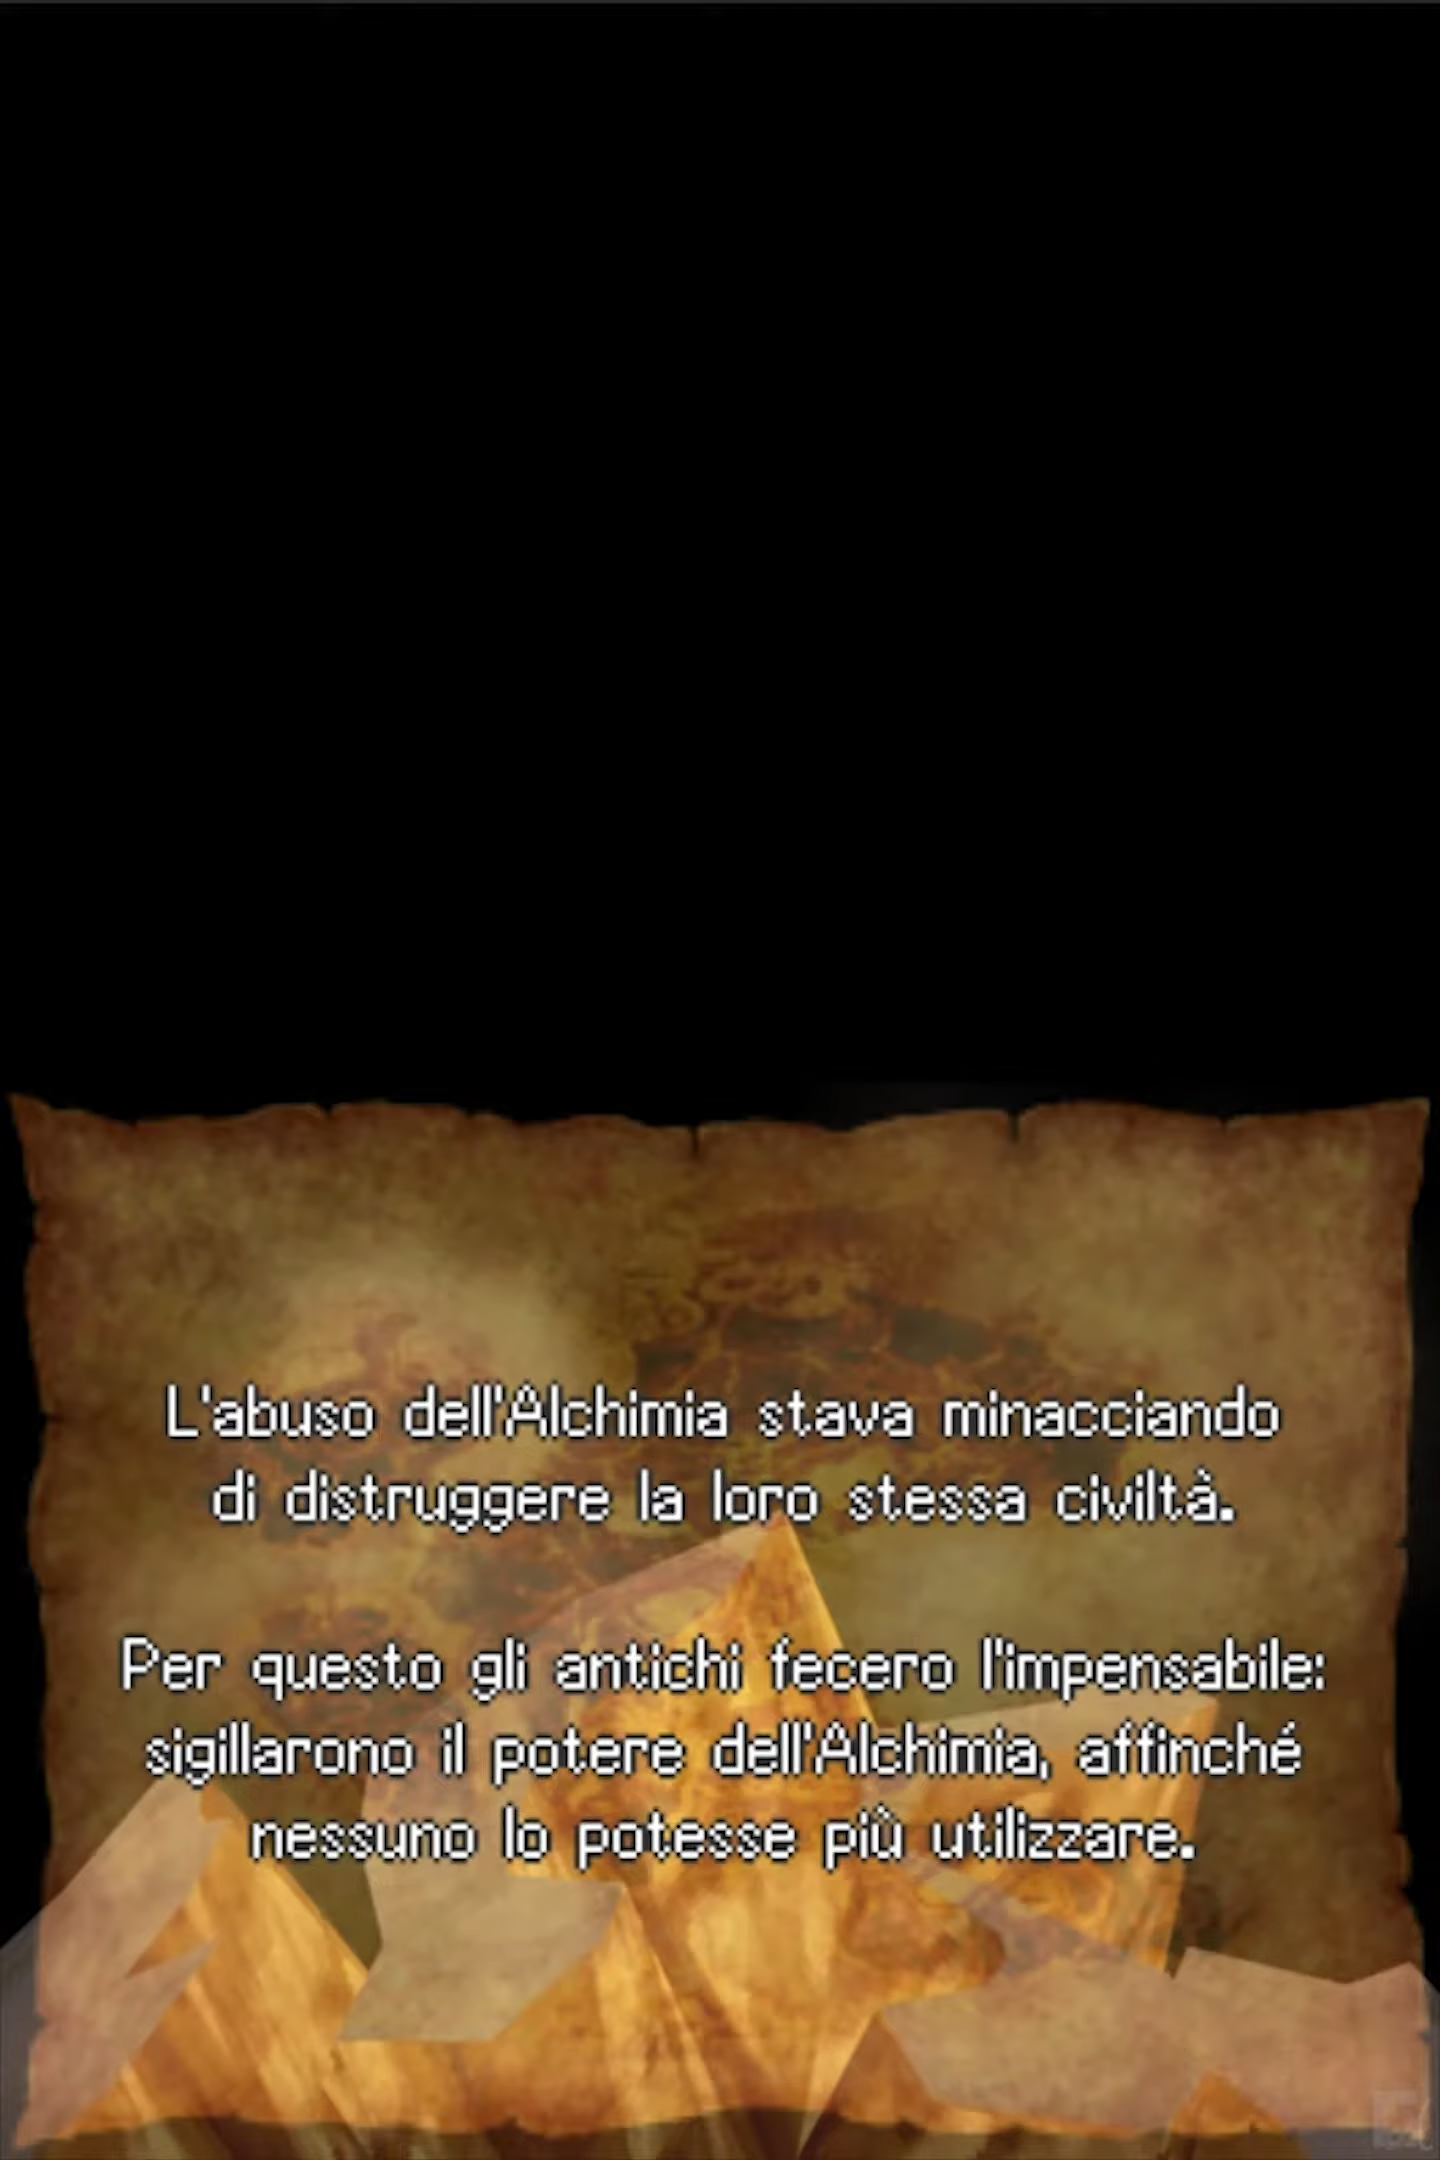 L'abuso dell'Alchimia stava minacciando
di distruggere la loro stessa civiltà.
Per questo gli antichi fecero l'impensabile:
sigillarono il potere dell'Alchimia, affinché
nessuno lo potesse più utilizzare.